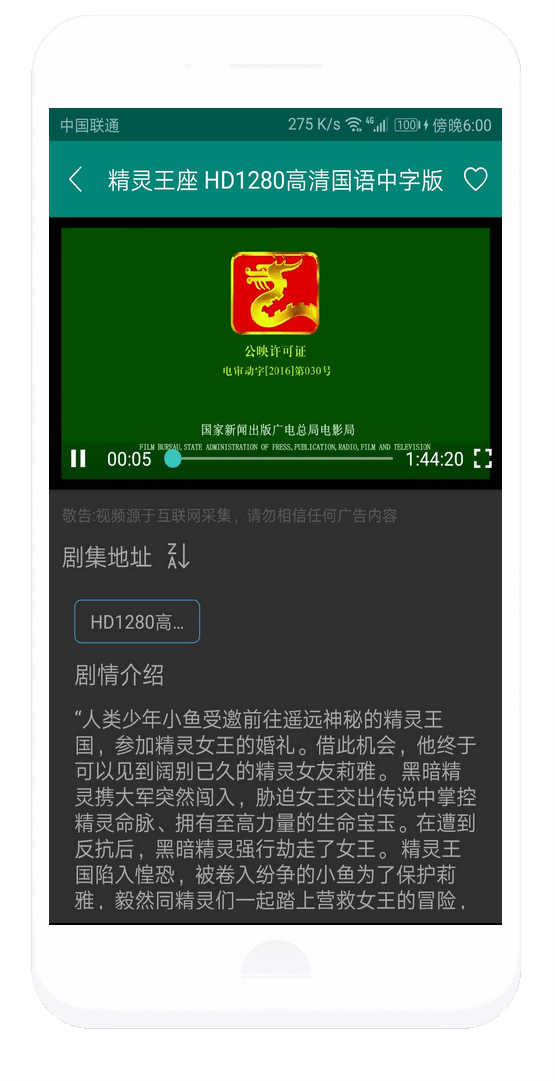 中国联通 275 K/s 4G 100 傍晚6:00
精灵王座 HD1280高清国语中字版
公映许可证
电审动字[2016]第030号
国家新闻出版广电总局电影局
FILM BUREAU,STATE ADMINISTRATION OF PRESS,PUBLICATION,RADIO,FILM AND TELEVISION
00:05 1:44:20
敬告:视频源于互联网采集，请勿相信任何广告内容
剧集地址 ZA
HD1280高…
剧情介绍
“人类少年小鱼受邀前往遥远神秘的精灵王
国，参加精灵女王的婚礼。借此机会，他终于
可以见到阔别已久的精灵女友莉雅。 黑暗精
灵携大军突然闯入，胁迫女王交出传说中掌控
精灵命脉、拥有至高力量的生命宝玉。在遭到
反抗后，黑暗精灵强行劫走了女王。 精灵王
国陷入惶恐，被卷入纷争的小鱼为了保护莉
雅，毅然同精灵们一起踏上营救女王的冒险，